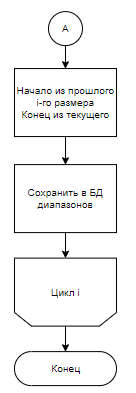 А
Начало из прошлого
i-го размера
Конец из текущего
Сохранить в БД
диапазонов
Цикл i
Конец